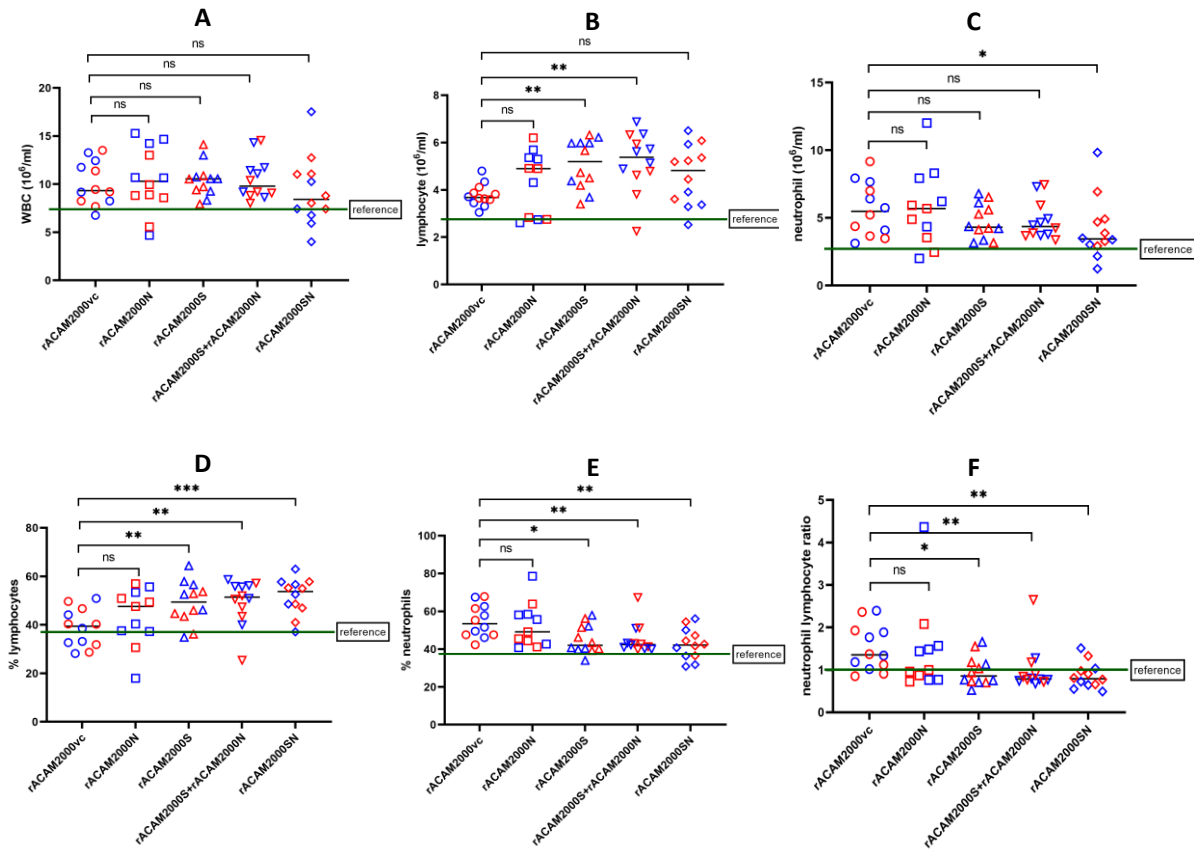 A
ns
ns
ns
ns
WBC (10⁶/ml)
20
15
10
5
0
reference
rACAM2000vc
rACAM2000N
rACAM2000S
rACAM2000S+rACAM2000N
rACAM2000SN
B
ns
**
**
ns
lymphocyte (10⁶/ml)
8
6
4
2
0
reference
rACAM2000vc
rACAM2000N
rACAM2000S
rACAM2000S+rACAM2000N
rACAM2000SN
C
*
ns
ns
ns
neutrophil (10⁶/ml)
15
10
5
0
reference
rACAM2000vc
rACAM2000N
rACAM2000S
rACAM2000S+rACAM2000N
rACAM2000SN
D
***
**
**
ns
% lymphocytes
80
60
40
20
0
reference
rACAM2000vc
rACAM2000N
rACAM2000S
rACAM2000S+rACAM2000N
rACAM2000SN
E
**
**
*
ns
% neutrophils
100
80
60
40
20
0
reference
rACAM2000vc
rACAM2000N
rACAM2000S
rACAM2000S+rACAM2000N
rACAM2000SN
F
**
**
*
ns
neutrophil lymphocyte ratio
5
4
3
2
1
0
reference
rACAM2000vc
rACAM2000N
rACAM2000S
rACAM2000S+rACAM2000N
rACAM2000SN